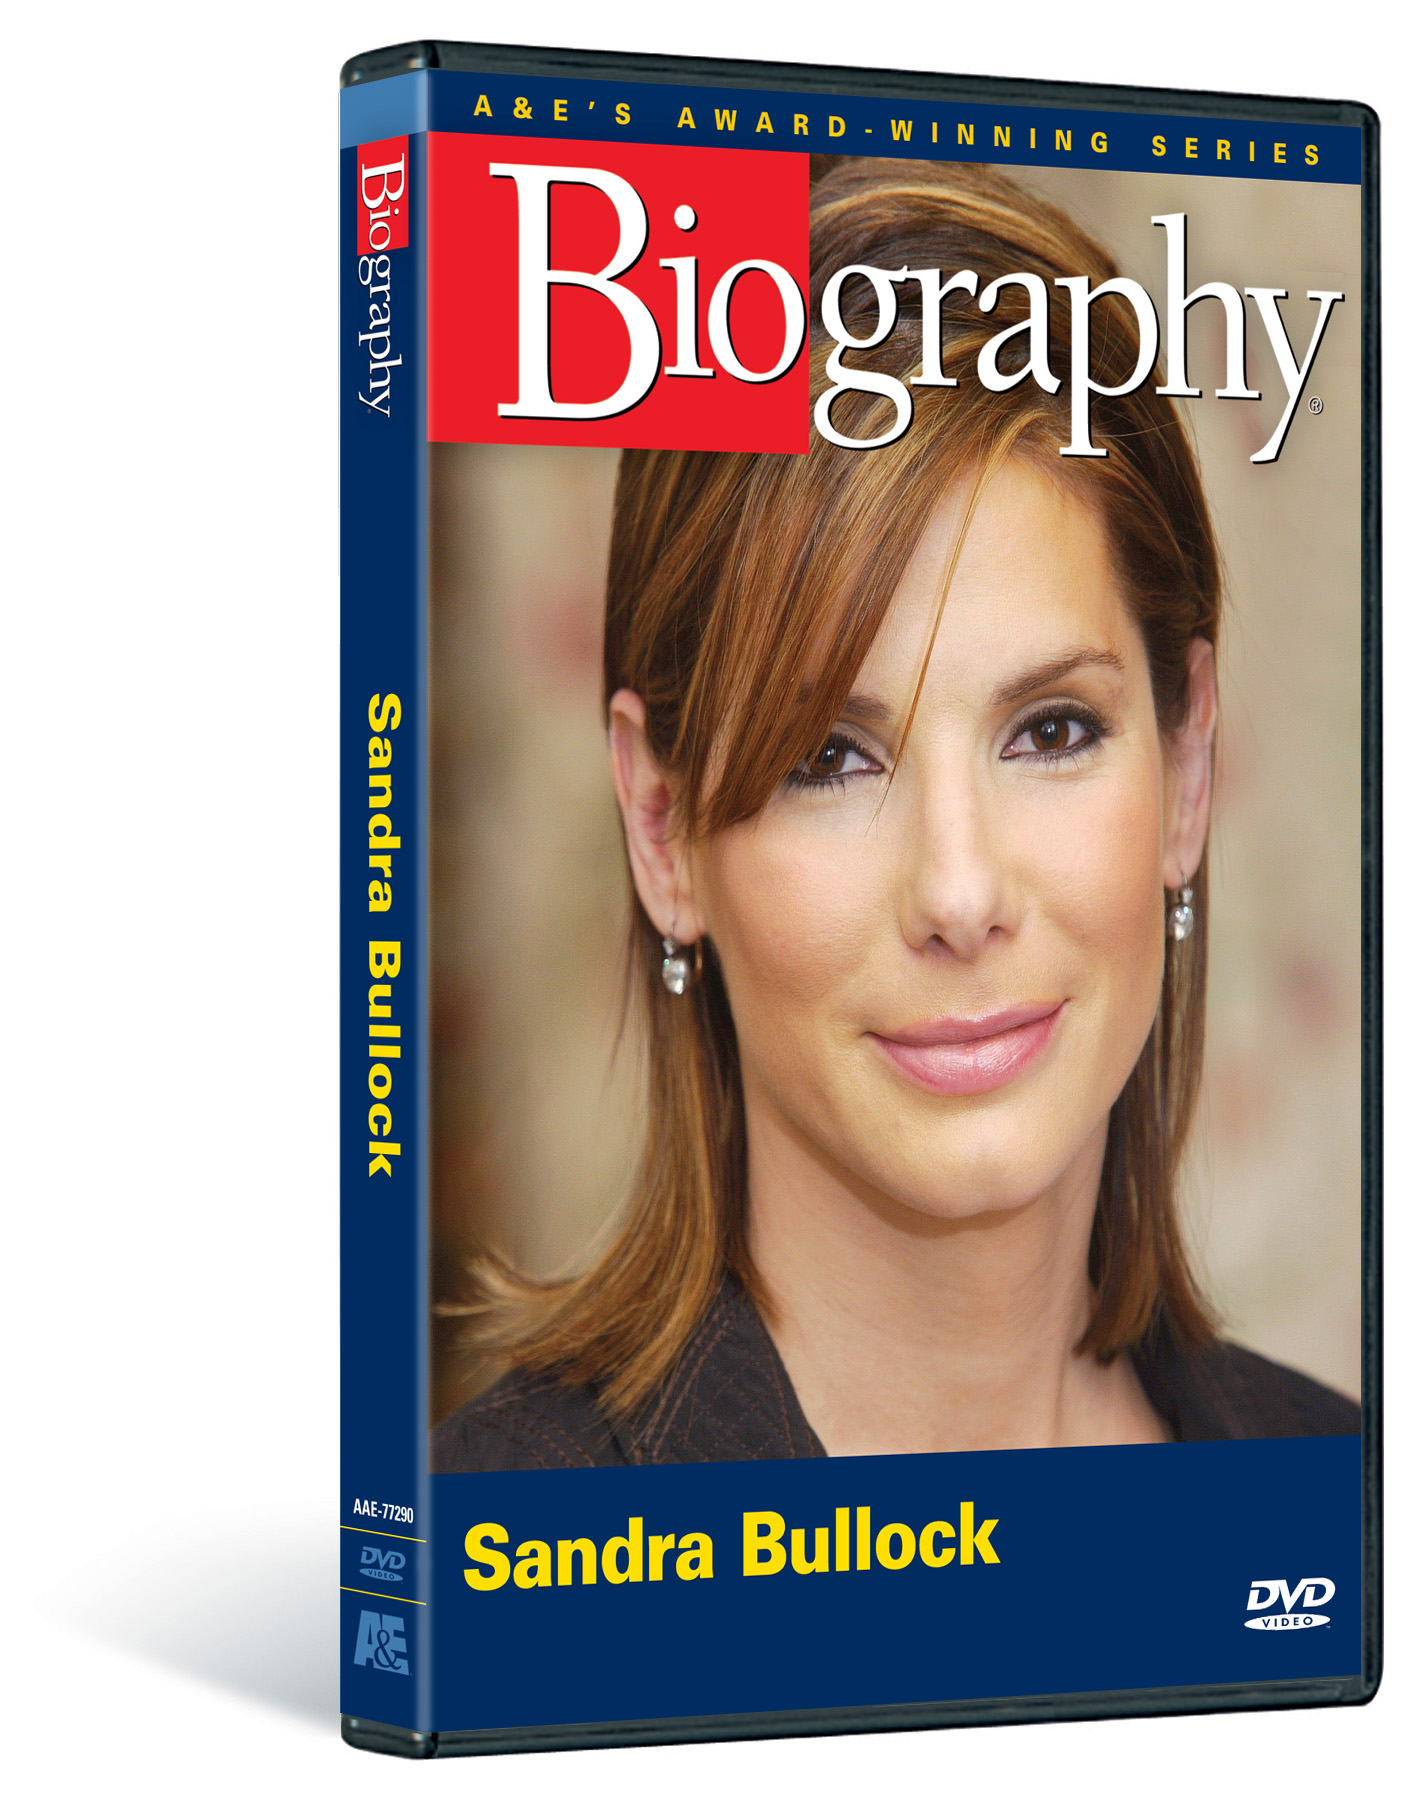 A&E'S AWARD-WINNING SERIES
Biography®
Sandra Bullock
DVD
VIDEO
Biography
Sandra Bullock
AAE-77290
DVD
VIDEO
A&E